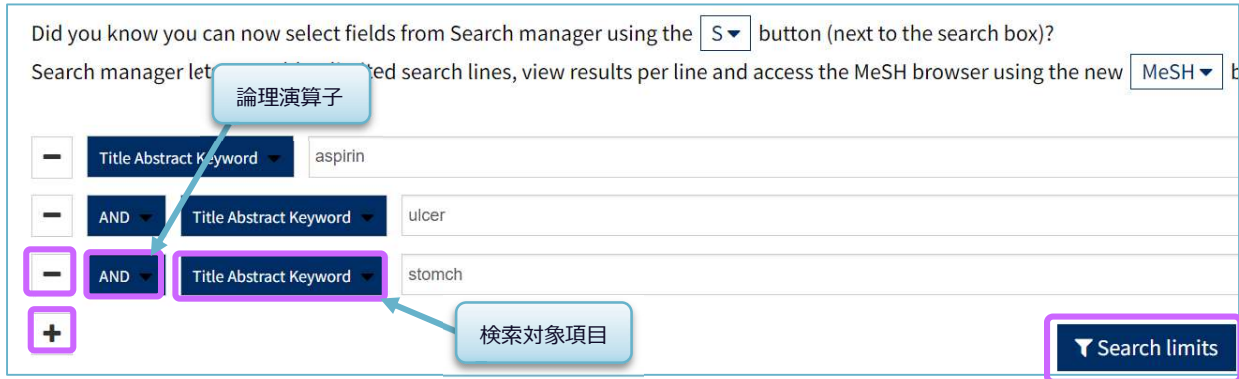 Did you know you can now select fields from Search manager using the S▼ button (next to the search box)?
Search manager let ed search lines, view results per line and access the MeSH browser using the new MeSH▼
論理演算子
− Title Abstract Keyword aspirin
− AND Title Abstract Keyword ulcer
− AND Title Abstract Keyword stomch
+
検索対象項目
Search limits